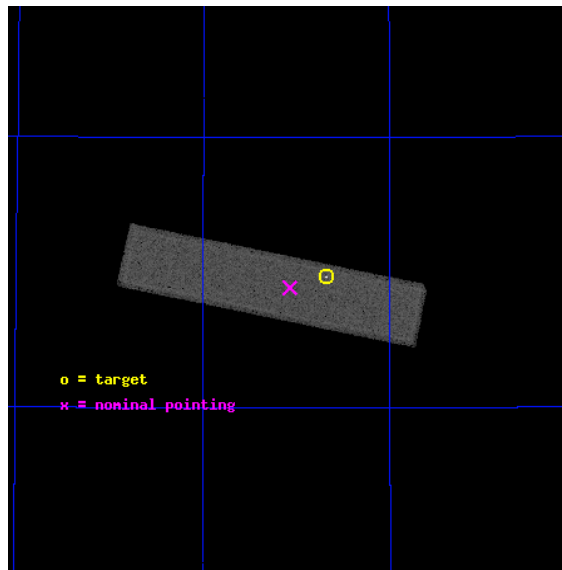 o = target
x = nominal pointing